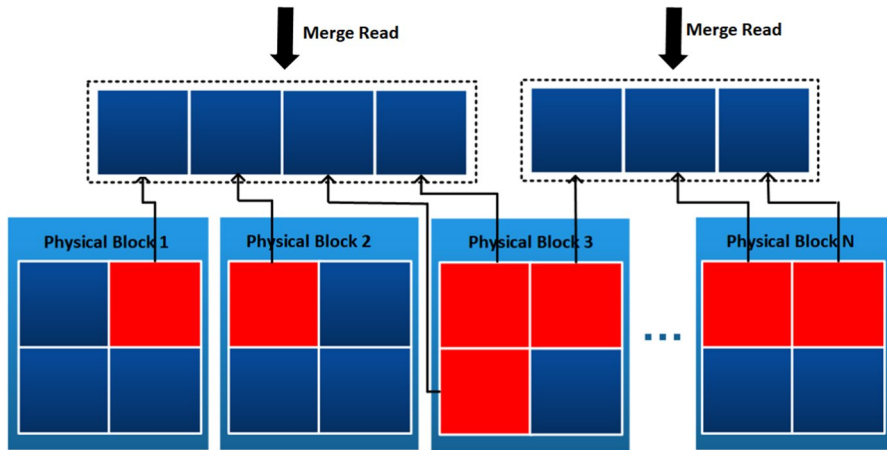 Merge Read
Merge Read
Physical Block 1
Physical Block 2
Physical Block 3
Physical Block N